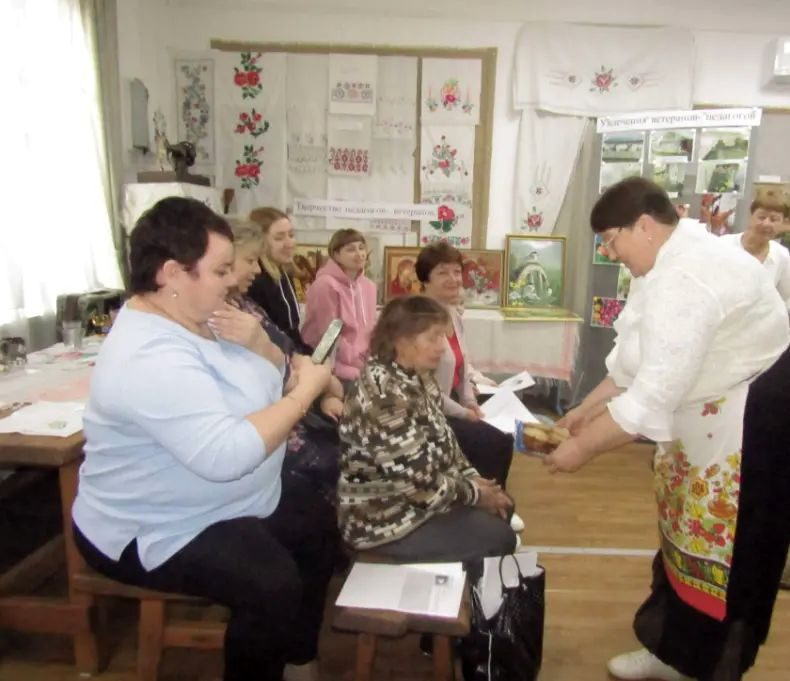 Увлечения ветеранов-педагогов
Творчество педагогов- ветеранов